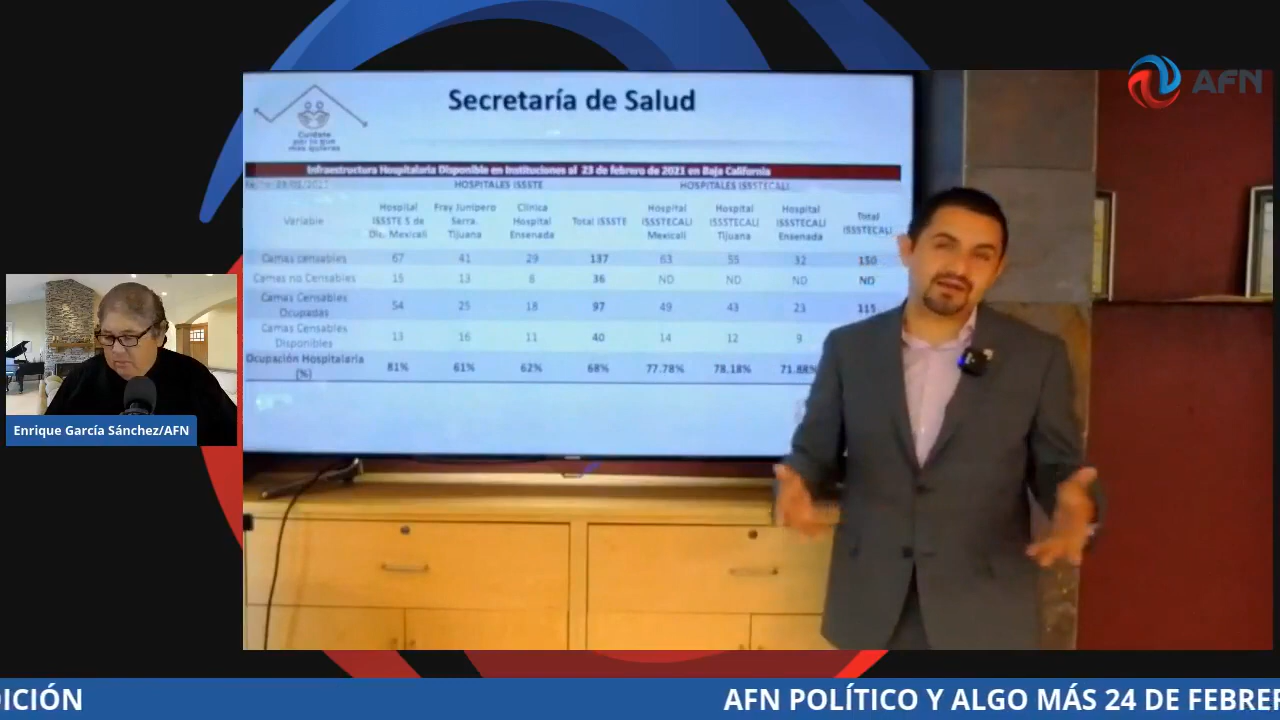 AFN
Secretaría de Salud
Cuídate
por lo que
más quieres
Infraestructura Hospitalaria Disponible en Instituciones al 23 de febrero de 2021 en Baja California
HOSPITALES ISSSTE HOSPITALES ISSSTECALI
Variable Hospital ISSSTE 5 de Dic. Mexicali Fray Junípero Serra. Tijuana Clínica Hospital Ensenada Total ISSSTE Hospital ISSSTECALI Mexicali Hospital ISSSTECALI Tijuana Hospital ISSSTECALI Ensenada Total ISSSTECALI
Camas censables 67 41 29 137 63 55 32 150
Camas no Censables 15 13 8 36 ND ND ND ND
Camas Censables Ocupadas 54 25 18 97 49 43 23 115
Camas Censables Disponibles 13 16 11 40 14 12 9
Ocupación Hospitalaria (%) 81% 61% 62% 68% 77.78% 78.18% 71.88%
Enrique García Sánchez/AFN
DICIÓN AFN POLÍTICO Y ALGO MÁS 24 DE FEBRER